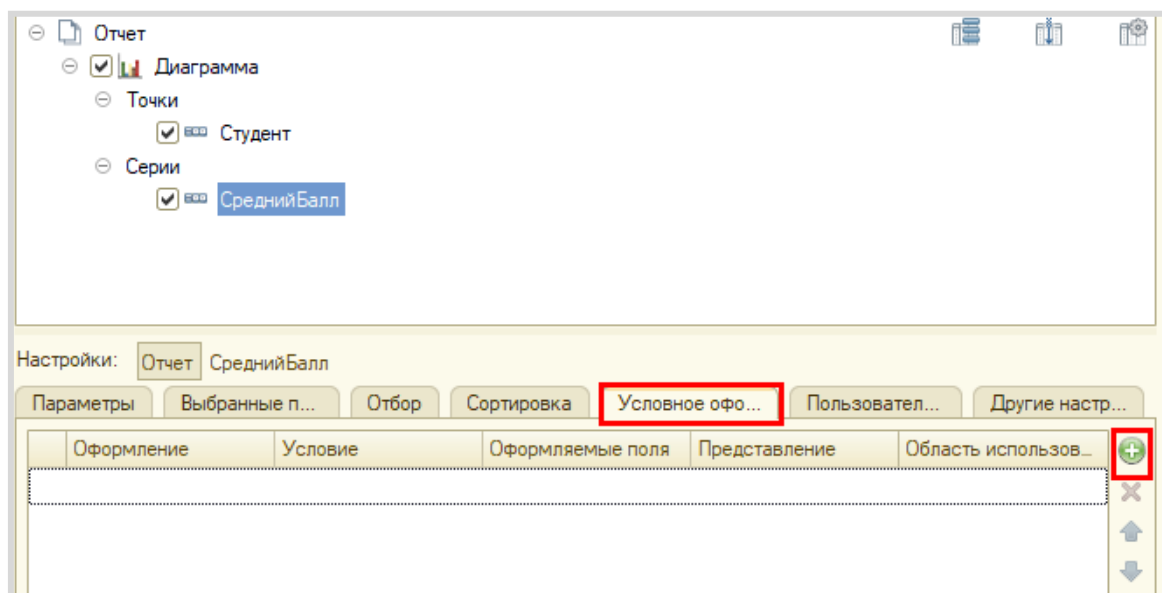 Отчет
Диаграмма
Точки
Студент
Серии
СреднийБалл
Настройки: Отчет СреднийБалл
Параметры Выбранные п... Отбор Сортировка Условное офо... Пользовател... Другие настр...
Оформление Условие Оформляемые поля Представление Область использов...